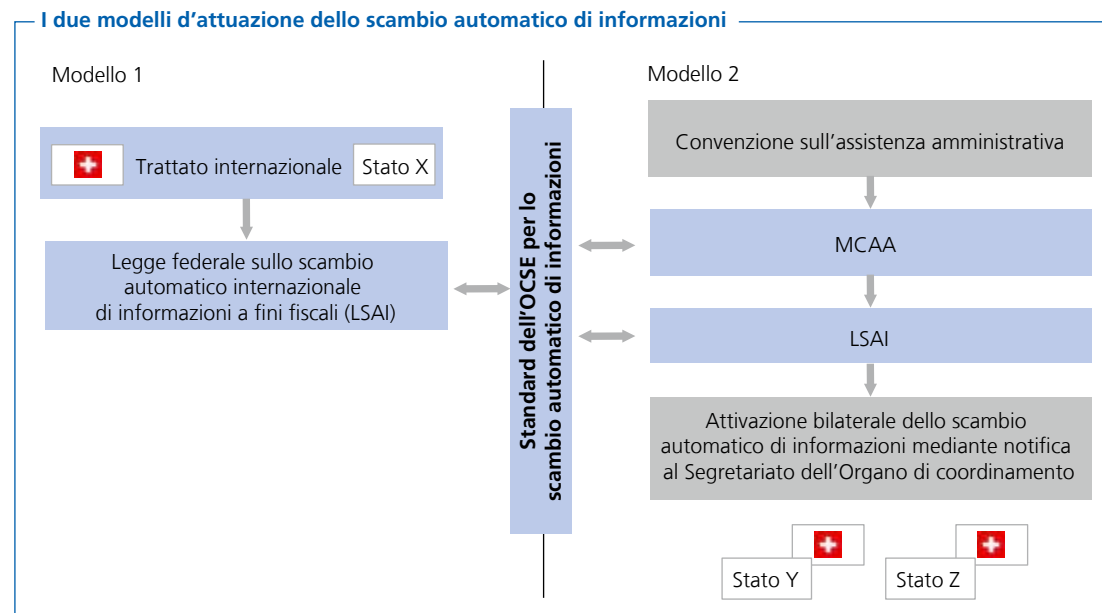 I due modelli d'attuazione dello scambio automatico di informazioni
Modello 1
Trattato internazionale
Stato X
Legge federale sullo scambio
automatico internazionale
di informazioni a fini fiscali (LSAI)
Standard dell'OCSE per lo
scambio automatico di informazioni
Modello 2
Convenzione sull'assistenza amministrativa
MCAA
LSAI
Attivazione bilaterale dello scambio
automatico di informazioni mediante notifica
al Segretariato dell'Organo di coordinamento
Stato Y
Stato Z